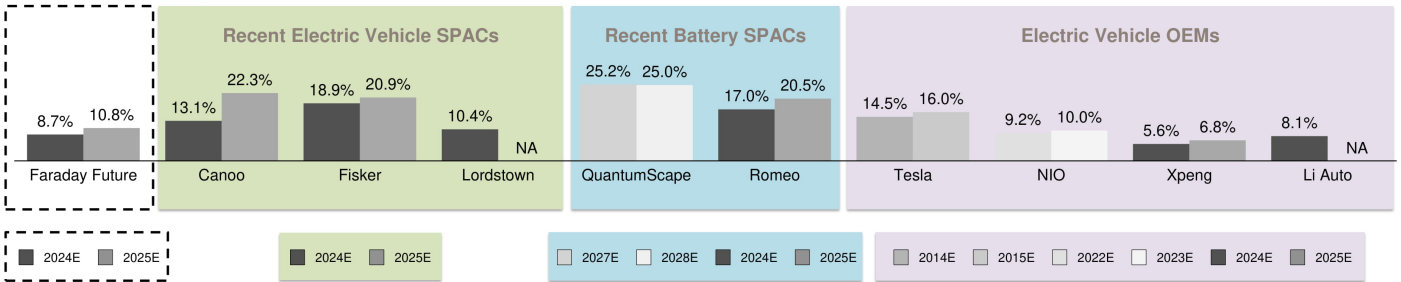 Recent Electric Vehicle SPACs
Recent Battery SPACs
Electric Vehicle OEMs
8.7% 10.8%
13.1% 22.3%
18.9% 20.9%
10.4% NA
25.2% 25.0%
17.0% 20.5%
14.5% 16.0%
9.2% 10.0%
5.6% 6.8%
8.1% NA
Faraday Future Canoo Fisker Lordstown QuantumScape Romeo Tesla NIO Xpeng Li Auto
2024E 2025E
2024E 2025E
2027E 2028E 2024E 2025E
2014E 2015E 2022E 2023E 2024E 2025E